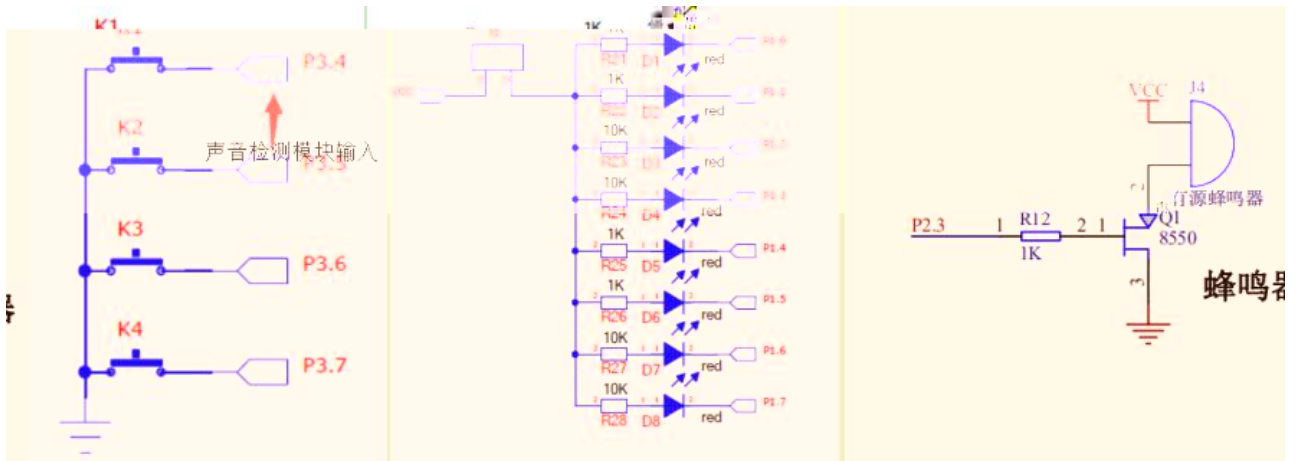 K1
P3.4
K2
声音检测模块输入
P3.5
K3
P3.6
K4
P3.7
1K
R21 D1 red
1K
red
10K
red
10K
R24 D4 red
1K
R25 D5 red P1.4
1K
R26 D6 red P1.5
10K
R27 D7 red P1.6
10K
R28 D8 red P1.7
VCC
J4
有源蜂鸣器
P2.3 1 R12 2 1 Q1
1K 8550
3
蜂鸣器